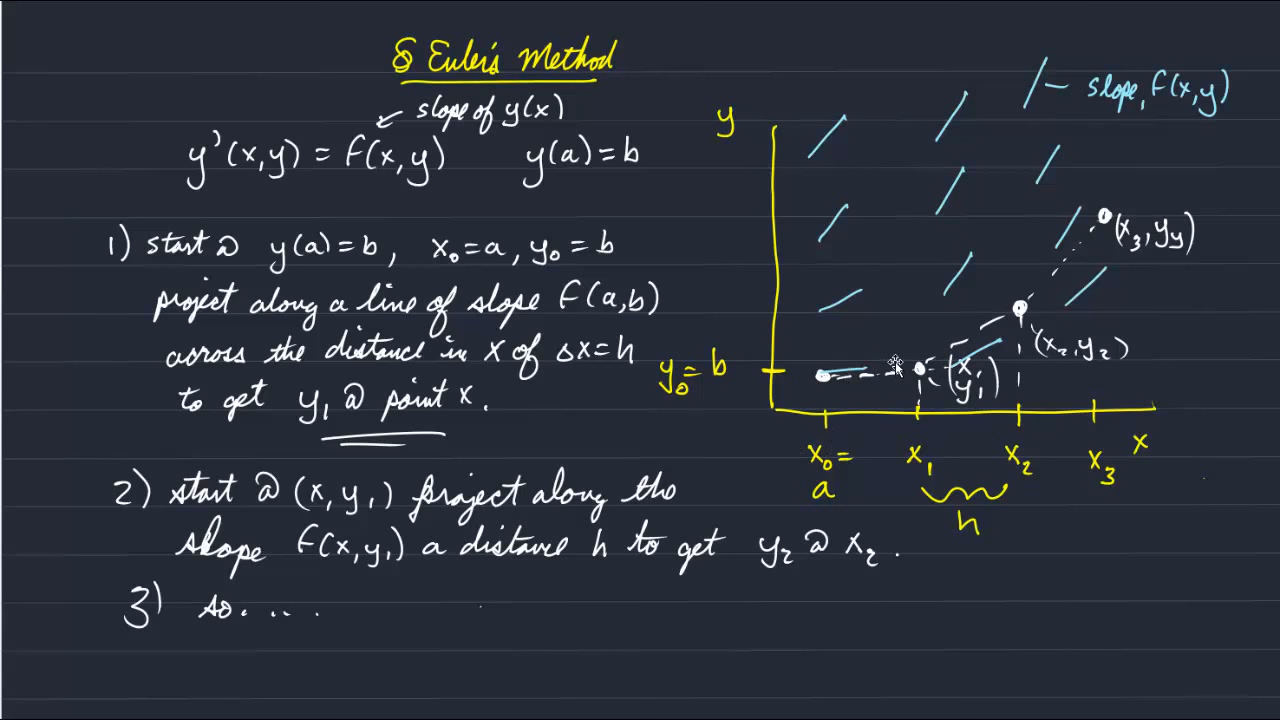 § Euler's Method
slope of y(x)
y'(x,y) = f(x,y)   y(a) = b
1) start @ y(a) = b, x₀ = a, y₀ = b
project along a line of slope f(a,b)
across the distance in x of Δx = h
to get y₁ @ point x.
2) start @ (x, y₁) project along the
slope f(x,y₁) a distance h to get y₂ @ x₂.
3) so. ...
y
slope, f(x,y)
(x₃, yy)
(x₂, y₂)
y₀ = b
(x,
y₁)
x₀ =
a
x₁
x₂
x₃
x
h